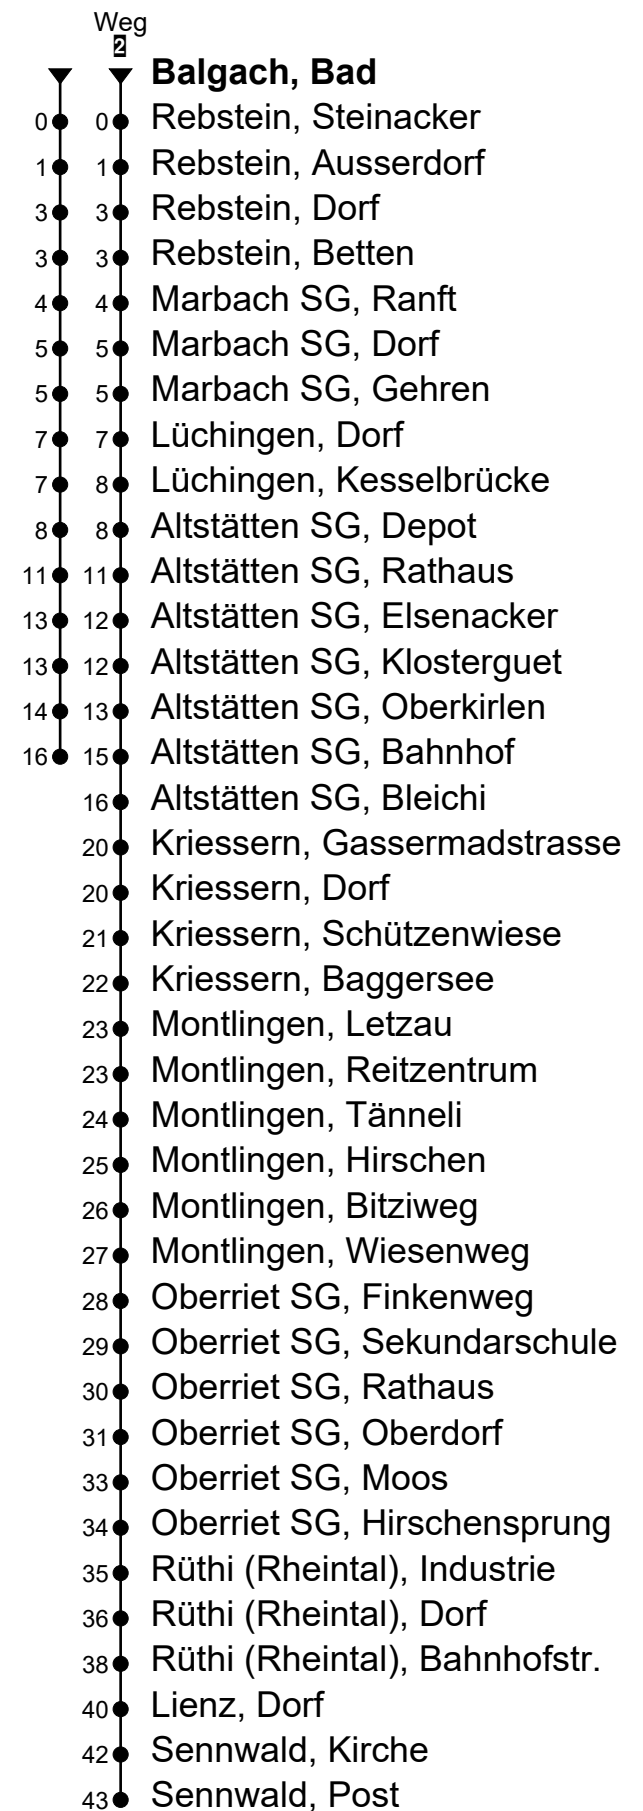 Weg
2
Balgach, Bad
0 0 Rebstein, Steinacker
1 1 Rebstein, Ausserdorf
3 3 Rebstein, Dorf
3 3 Rebstein, Betten
4 4 Marbach SG, Ranft
5 5 Marbach SG, Dorf
5 5 Marbach SG, Gehren
7 7 Lüchingen, Dorf
7 8 Lüchingen, Kesselbrücke
8 8 Altstätten SG, Depot
11 11 Altstätten SG, Rathaus
13 12 Altstätten SG, Elsenacker
13 12 Altstätten SG, Klosterguet
14 13 Altstätten SG, Oberkirlen
16 15 Altstätten SG, Bahnhof
16 Altstätten SG, Bleichi
20 Kriessern, Gassermadstrasse
20 Kriessern, Dorf
21 Kriessern, Schützenwiese
22 Kriessern, Baggersee
23 Montlingen, Letzau
23 Montlingen, Reitzentrum
24 Montlingen, Tänneli
25 Montlingen, Hirschen
26 Montlingen, Bitziweg
27 Montlingen, Wiesenweg
28 Oberriet SG, Finkenweg
29 Oberriet SG, Sekundarschule
30 Oberriet SG, Rathaus
31 Oberriet SG, Oberdorf
33 Oberriet SG, Moos
34 Oberriet SG, Hirschensprung
35 Rüthi (Rheintal), Industrie
36 Rüthi (Rheintal), Dorf
38 Rüthi (Rheintal), Bahnhofstr.
40 Lienz, Dorf
42 Sennwald, Kirche
43 Sennwald, Post